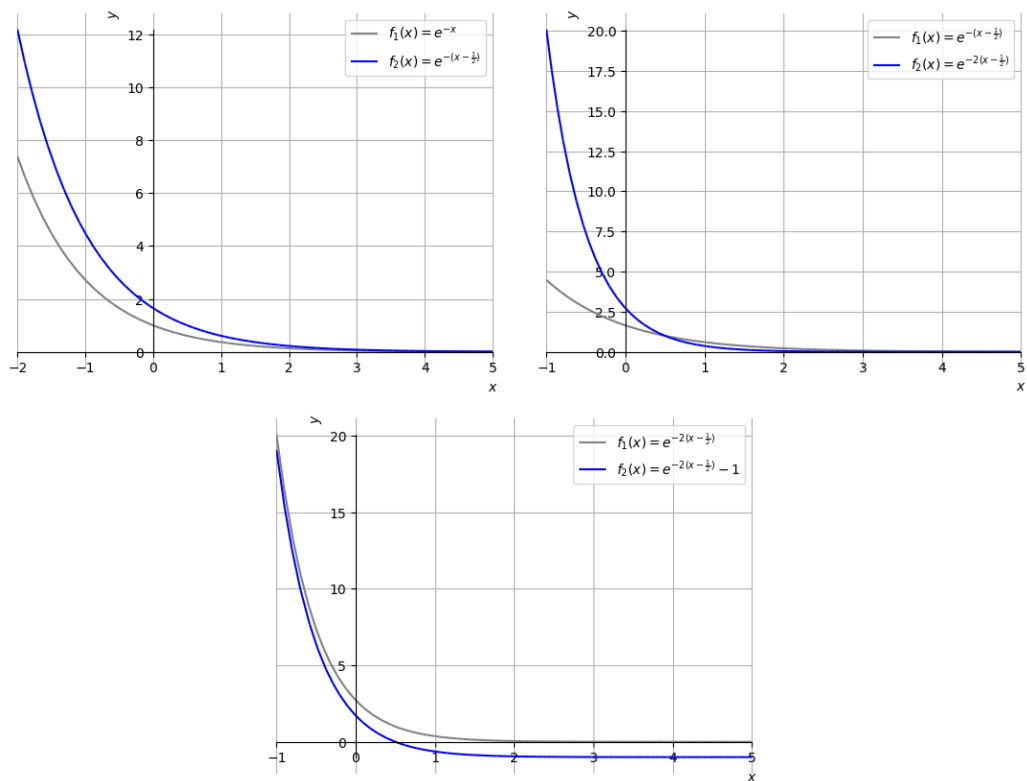 y
12
10
8
6
4
2
0
−2 −1 0 1 2 3 4 5
x
f₁(x) = e^{−x}
f₂(x) = e^{−(x−½)}
y
20.0
17.5
15.0
12.5
10.0
7.5
5.0
2.5
0.0
−1 0 1 2 3 4 5
x
f₁(x) = e^{−(x−½)}
f₂(x) = e^{−2(x−½)}
y
20
15
10
5
0
−1 0 1 2 3 4 5
x
f₁(x) = e^{−2(x−½)}
f₂(x) = e^{−2(x−½)} − 1